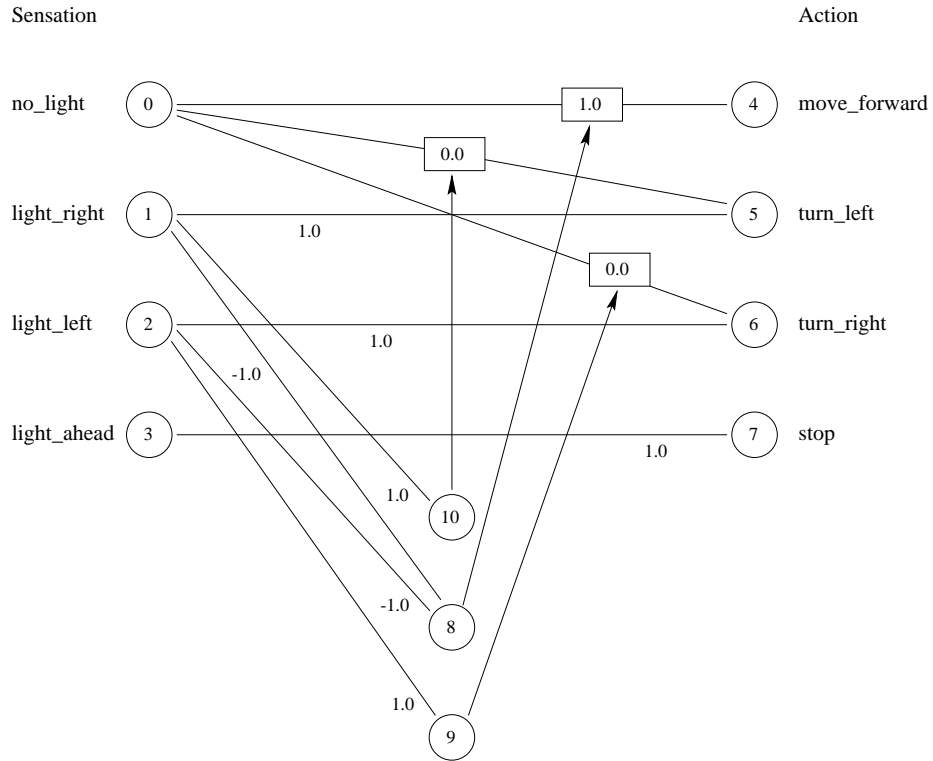 Sensation Action
no_light 0 1.0 4 move_forward
0.0
light_right 1 5 turn_left
1.0
0.0
light_left 2 6 turn_right
1.0
-1.0
light_ahead 3 7 stop
1.0
1.0
10
-1.0
8
1.0
9